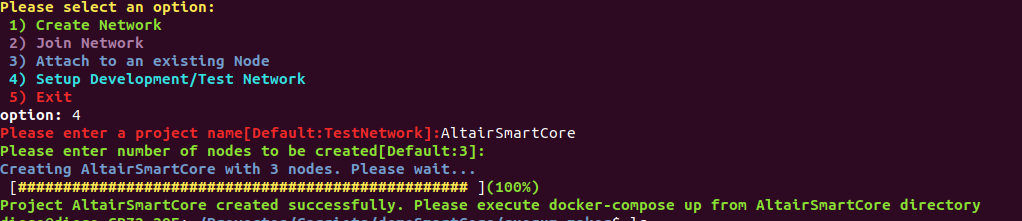 Please select an option:
1) Create Network
2) Join Network
3) Attach to an existing Node
4) Setup Development/Test Network
5) Exit
option: 4
Please enter a project name[Default:TestNetwork]:AltairSmartCore
Please enter number of nodes to be created[Default:3]:
Creating AltairSmartCore with 3 nodes. Please wait...
[################################################## ](100%)
Project AltairSmartCore created successfully. Please execute docker-compose up from AltairSmartCore directory